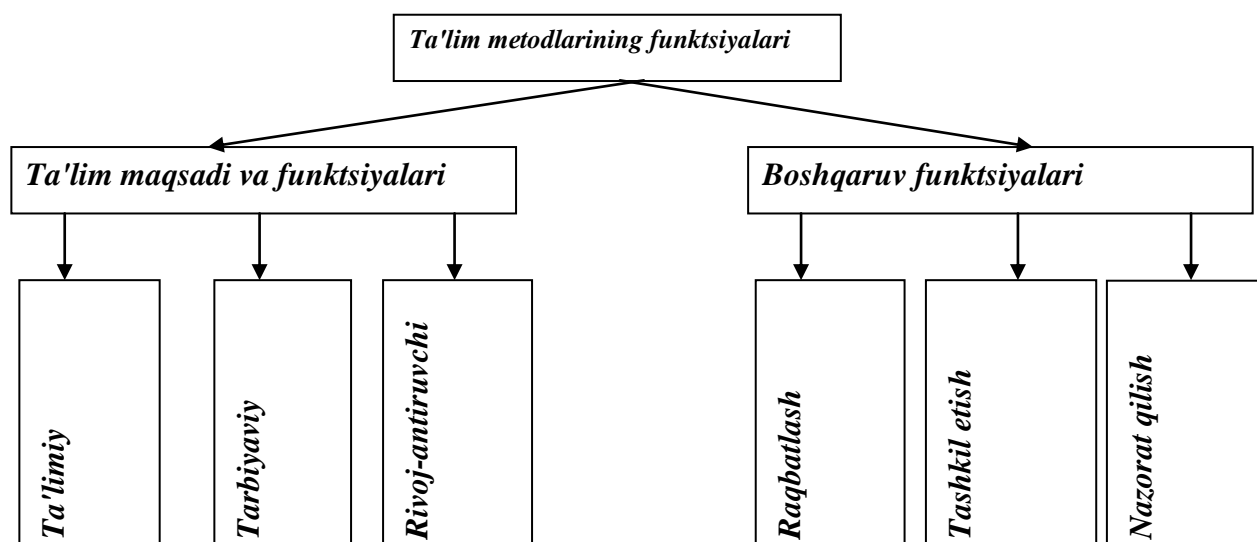 Ta'lim metodlarining funktsiyalari
Ta'lim maqsadi va funktsiyalari
Boshqaruv funktsiyalari
Ta'limiy
Tarbiyaviy
Rivoj-antiruvchi
Raqbatlash
Tashkil etish
Nazorat qilish